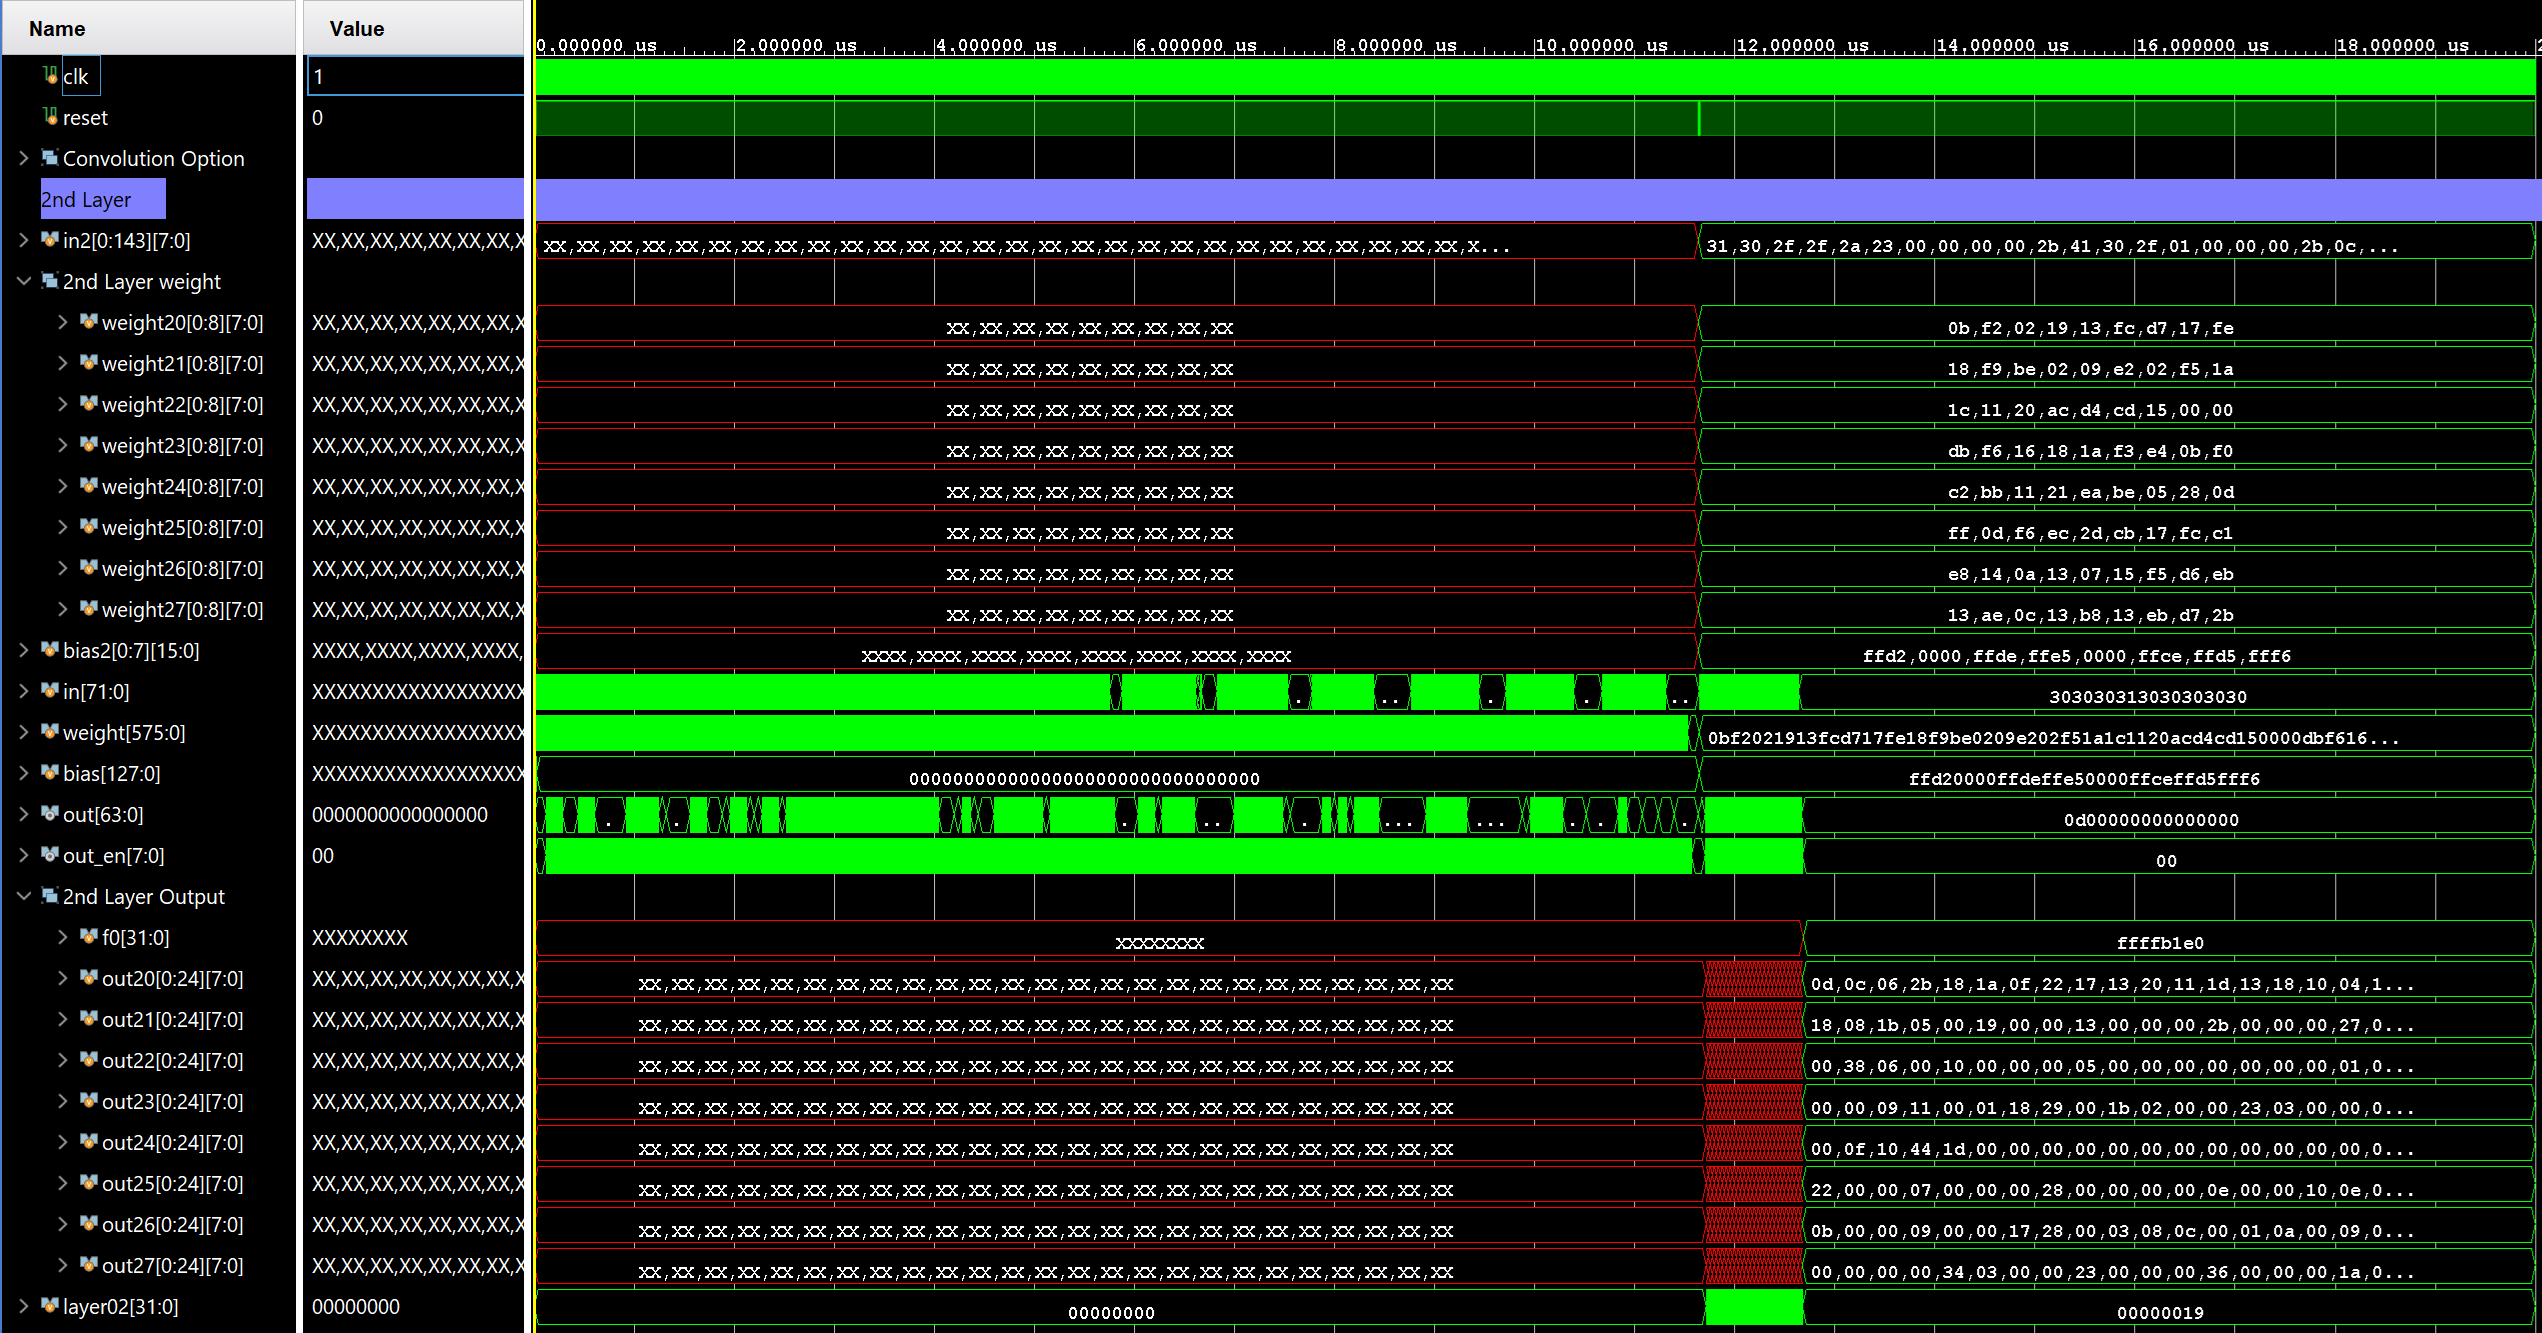 Name Value
0.000000 us 2.000000 us 4.000000 us 6.000000 us 8.000000 us 10.000000 us 12.000000 us 14.000000 us 16.000000 us 18.000000 us 2
clk 1
reset 0
Convolution Option
2nd Layer
in2[0:143][7:0] XX,XX,XX,XX,XX,XX,XX,X XX,XX,XX,XX,XX,XX,XX,XX,XX,XX,XX,XX,XX,XX,XX,XX,XX,XX,XX,XX,XX,XX,XX,XX,XX,XX,XX,XX,X... 31,30,2f,2f,2a,23,00,00,00,00,2b,41,30,2f,01,00,00,00,2b,0c,...
2nd Layer weight
weight20[0:8][7:0] XX,XX,XX,XX,XX,XX,XX,X XX,XX,XX,XX,XX,XX,XX,XX,XX 0b,f2,02,19,13,fc,d7,17,fe
weight21[0:8][7:0] XX,XX,XX,XX,XX,XX,XX,X XX,XX,XX,XX,XX,XX,XX,XX,XX 18,f9,be,02,09,e2,02,f5,1a
weight22[0:8][7:0] XX,XX,XX,XX,XX,XX,XX,X XX,XX,XX,XX,XX,XX,XX,XX,XX 1c,11,20,ac,d4,cd,15,00,00
weight23[0:8][7:0] XX,XX,XX,XX,XX,XX,XX,X XX,XX,XX,XX,XX,XX,XX,XX,XX db,f6,16,18,1a,f3,e4,0b,f0
weight24[0:8][7:0] XX,XX,XX,XX,XX,XX,XX,X XX,XX,XX,XX,XX,XX,XX,XX,XX c2,bb,11,21,ea,be,05,28,0d
weight25[0:8][7:0] XX,XX,XX,XX,XX,XX,XX,X XX,XX,XX,XX,XX,XX,XX,XX,XX ff,0d,f6,ec,2d,cb,17,fc,c1
weight26[0:8][7:0] XX,XX,XX,XX,XX,XX,XX,X XX,XX,XX,XX,XX,XX,XX,XX,XX e8,14,0a,13,07,15,f5,d6,eb
weight27[0:8][7:0] XX,XX,XX,XX,XX,XX,XX,X XX,XX,XX,XX,XX,XX,XX,XX,XX 13,ae,0c,13,b8,13,eb,d7,2b
bias2[0:7][15:0] XXXX,XXXX,XXXX,XXXX, XXXX,XXXX,XXXX,XXXX,XXXX,XXXX,XXXX,XXXX ffd2,0000,ffde,ffe5,0000,ffce,ffd5,fff6
in[71:0] XXXXXXXXXXXXXXXXXX . .. . . .. 303030313030303030
weight[575:0] XXXXXXXXXXXXXXXXXX 0bf2021913fcd717fe18f9be0209e202f51a1c1120acd4cd150000dbf616...
bias[127:0] XXXXXXXXXXXXXXXXXX 00000000000000000000000000000000 ffd20000ffdeffe50000ffceffd5fff6
out[63:0] 0000000000000000 . . . .. . ... ... . . . 0d00000000000000
out_en[7:0] 00 00
2nd Layer Output
f0[31:0] XXXXXXXX XXXXXXXX ffffb1e0
out20[0:24][7:0] XX,XX,XX,XX,XX,XX,XX,X XX,XX,XX,XX,XX,XX,XX,XX,XX,XX,XX,XX,XX,XX,XX,XX,XX,XX,XX,XX,XX,XX,XX,XX,XX 0d,0c,06,2b,18,1a,0f,22,17,13,20,11,1d,13,18,10,04,1...
out21[0:24][7:0] XX,XX,XX,XX,XX,XX,XX,X XX,XX,XX,XX,XX,XX,XX,XX,XX,XX,XX,XX,XX,XX,XX,XX,XX,XX,XX,XX,XX,XX,XX,XX,XX 18,08,1b,05,00,19,00,00,13,00,00,00,2b,00,00,00,27,0...
out22[0:24][7:0] XX,XX,XX,XX,XX,XX,XX,X XX,XX,XX,XX,XX,XX,XX,XX,XX,XX,XX,XX,XX,XX,XX,XX,XX,XX,XX,XX,XX,XX,XX,XX,XX 00,38,06,00,10,00,00,00,05,00,00,00,00,00,00,00,01,0...
out23[0:24][7:0] XX,XX,XX,XX,XX,XX,XX,X XX,XX,XX,XX,XX,XX,XX,XX,XX,XX,XX,XX,XX,XX,XX,XX,XX,XX,XX,XX,XX,XX,XX,XX,XX 00,00,09,11,00,01,18,29,00,1b,02,00,00,23,03,00,00,0...
out24[0:24][7:0] XX,XX,XX,XX,XX,XX,XX,X XX,XX,XX,XX,XX,XX,XX,XX,XX,XX,XX,XX,XX,XX,XX,XX,XX,XX,XX,XX,XX,XX,XX,XX,XX 00,0f,10,44,1d,00,00,00,00,00,00,00,00,00,00,00,00,0...
out25[0:24][7:0] XX,XX,XX,XX,XX,XX,XX,X XX,XX,XX,XX,XX,XX,XX,XX,XX,XX,XX,XX,XX,XX,XX,XX,XX,XX,XX,XX,XX,XX,XX,XX,XX 22,00,00,07,00,00,00,28,00,00,00,00,0e,00,00,10,0e,0...
out26[0:24][7:0] XX,XX,XX,XX,XX,XX,XX,X XX,XX,XX,XX,XX,XX,XX,XX,XX,XX,XX,XX,XX,XX,XX,XX,XX,XX,XX,XX,XX,XX,XX,XX,XX 0b,00,00,09,00,00,17,28,00,03,08,0c,00,01,0a,00,09,0...
out27[0:24][7:0] XX,XX,XX,XX,XX,XX,XX,X XX,XX,XX,XX,XX,XX,XX,XX,XX,XX,XX,XX,XX,XX,XX,XX,XX,XX,XX,XX,XX,XX,XX,XX,XX 00,00,00,00,34,03,00,00,23,00,00,00,36,00,00,00,1a,0...
layer02[31:0] 00000000 00000000 00000019